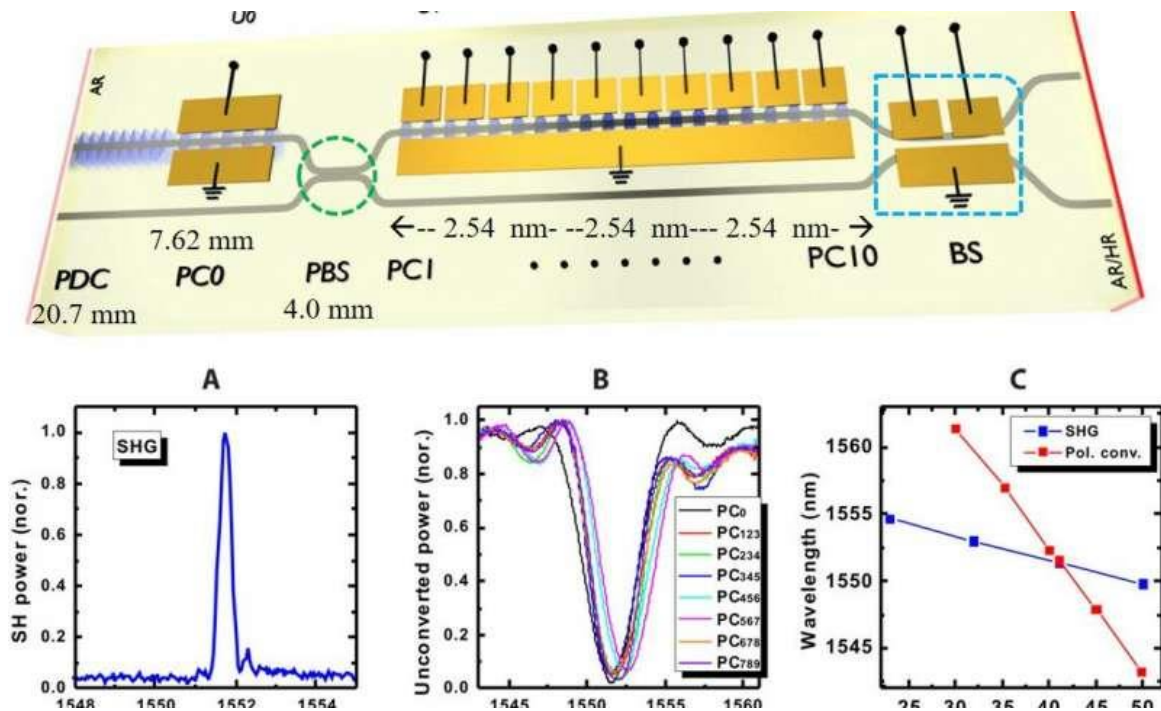 U0
AR
7.62 mm
←-- 2.54 nm- --2.54 nm--- 2.54 nm- →
PDC PC0 PBS PC1 • • • • • • • PC10 BS
20.7 mm 4.0 mm
AR/HR
A
SH power (nor.)
1.0
0.8
0.6
0.4
0.2
0.0
SHG
1548 1550 1552 1554
B
Unconverted power (nor.)
1.0
0.8
0.6
0.4
0.2
0.0
PC0
PC123
PC234
PC345
PC456
PC567
PC678
PC789
1545 1550 1555 1560
C
Wavelength (nm)
1560
1555
1550
1545
SHG
Pol. conv.
25 30 35 40 45 50